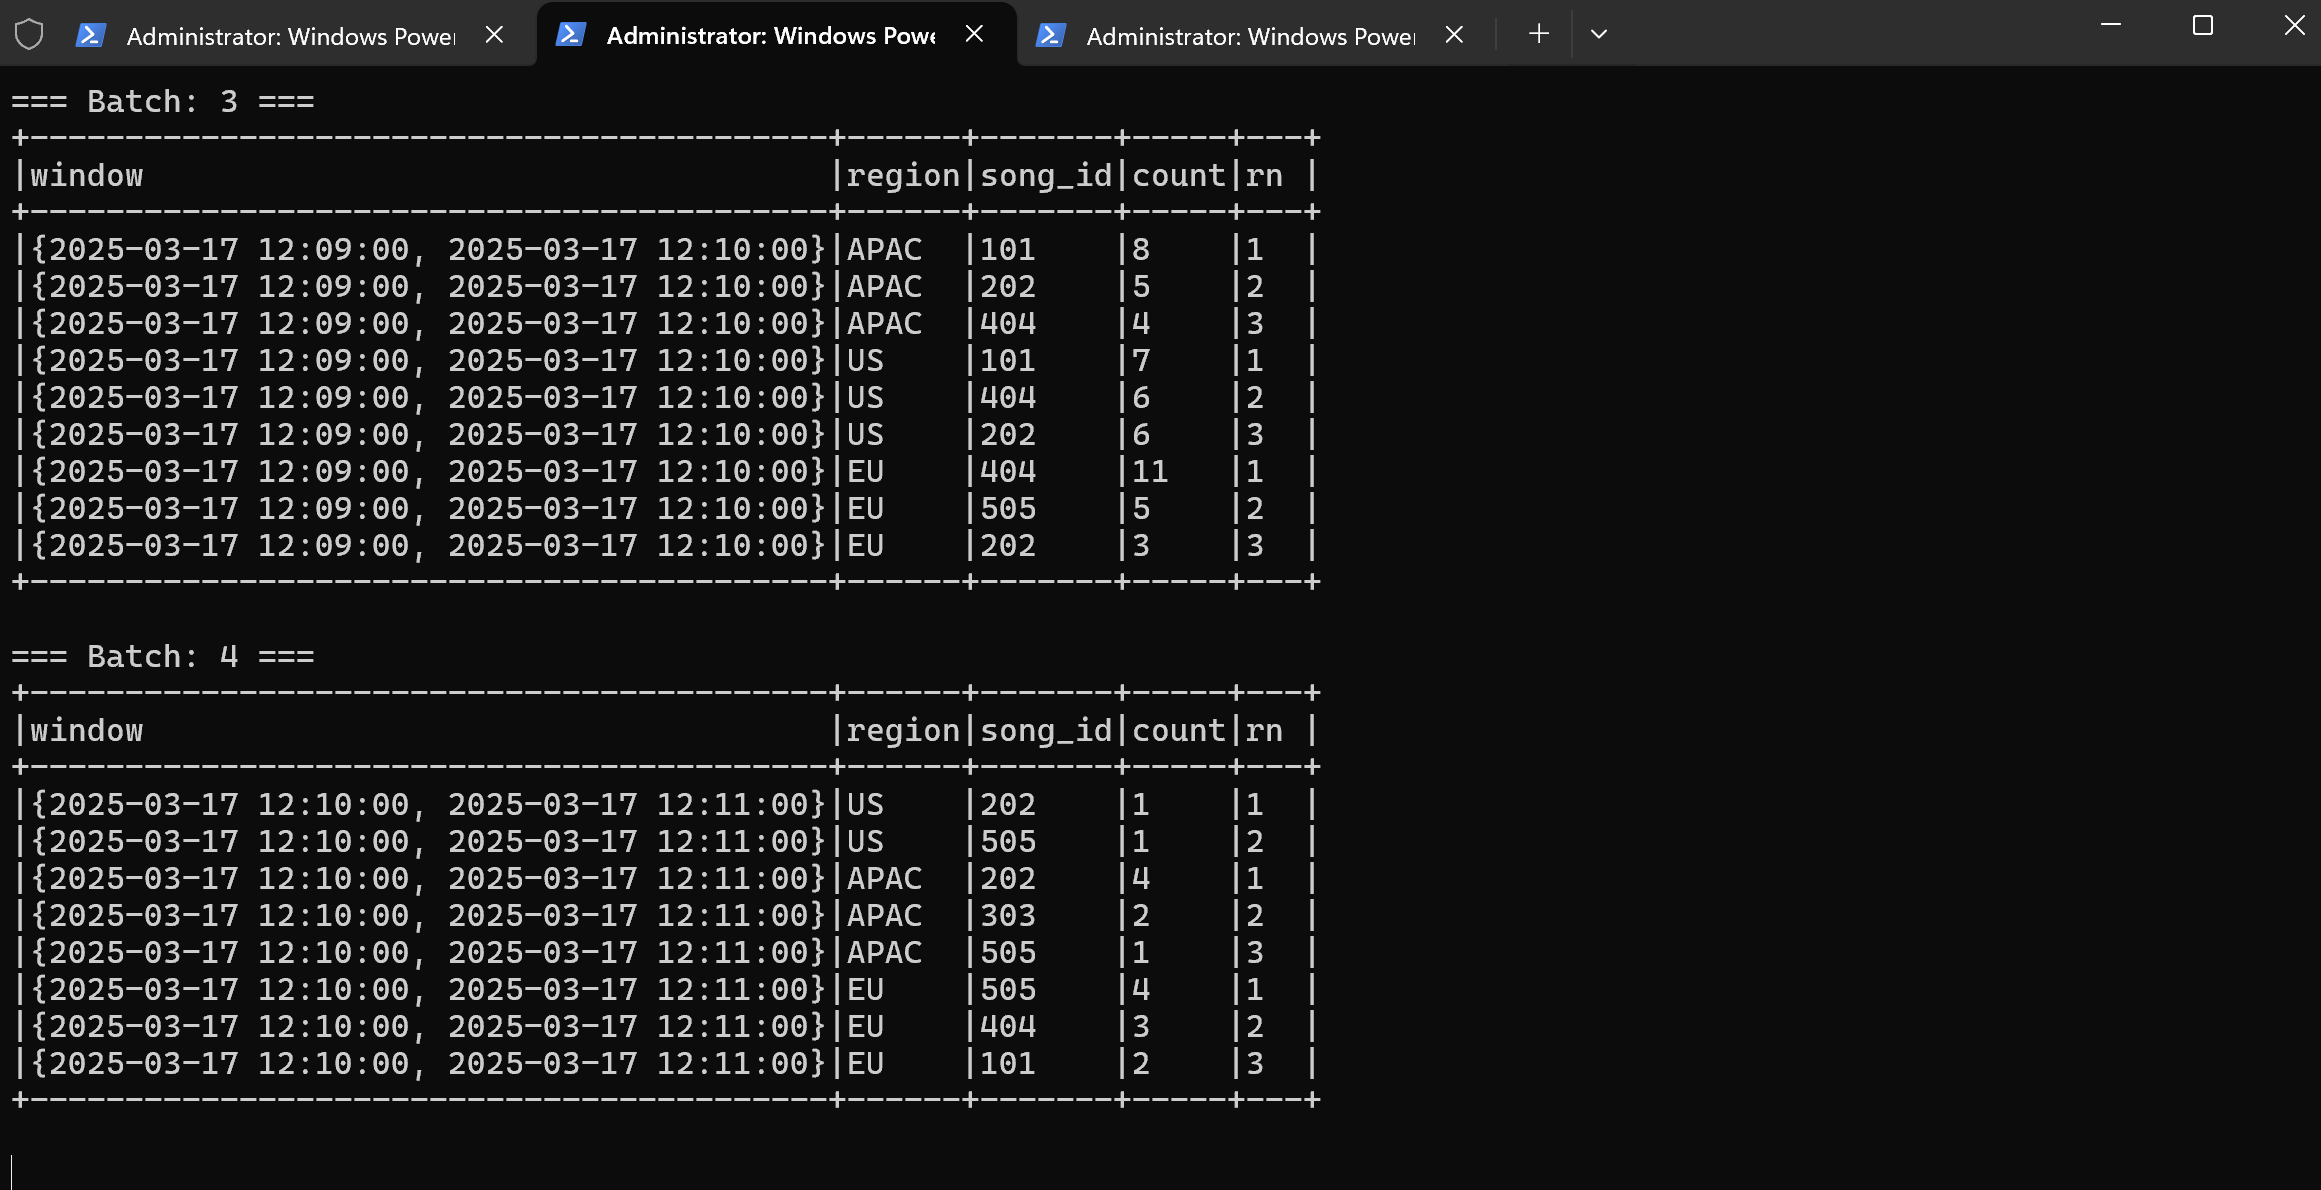 Administrator: Windows Power Administrator: Windows Powe Administrator: Windows Power
=== Batch: 3 ===
+------------------------------------------+------+-------+-----+---+
|window                                    |region|song_id|count|rn |
+------------------------------------------+------+-------+-----+---+
|{2025-03-17 12:09:00, 2025-03-17 12:10:00}|APAC  |101    |8    |1  |
|{2025-03-17 12:09:00, 2025-03-17 12:10:00}|APAC  |202    |5    |2  |
|{2025-03-17 12:09:00, 2025-03-17 12:10:00}|APAC  |404    |4    |3  |
|{2025-03-17 12:09:00, 2025-03-17 12:10:00}|US    |101    |7    |1  |
|{2025-03-17 12:09:00, 2025-03-17 12:10:00}|US    |404    |6    |2  |
|{2025-03-17 12:09:00, 2025-03-17 12:10:00}|US    |202    |6    |3  |
|{2025-03-17 12:09:00, 2025-03-17 12:10:00}|EU    |404    |11   |1  |
|{2025-03-17 12:09:00, 2025-03-17 12:10:00}|EU    |505    |5    |2  |
|{2025-03-17 12:09:00, 2025-03-17 12:10:00}|EU    |202    |3    |3  |
+------------------------------------------+------+-------+-----+---+
=== Batch: 4 ===
+------------------------------------------+------+-------+-----+---+
|window                                    |region|song_id|count|rn |
+------------------------------------------+------+-------+-----+---+
|{2025-03-17 12:10:00, 2025-03-17 12:11:00}|US    |202    |1    |1  |
|{2025-03-17 12:10:00, 2025-03-17 12:11:00}|US    |505    |1    |2  |
|{2025-03-17 12:10:00, 2025-03-17 12:11:00}|APAC  |202    |4    |1  |
|{2025-03-17 12:10:00, 2025-03-17 12:11:00}|APAC  |303    |2    |2  |
|{2025-03-17 12:10:00, 2025-03-17 12:11:00}|APAC  |505    |1    |3  |
|{2025-03-17 12:10:00, 2025-03-17 12:11:00}|EU    |505    |4    |1  |
|{2025-03-17 12:10:00, 2025-03-17 12:11:00}|EU    |404    |3    |2  |
|{2025-03-17 12:10:00, 2025-03-17 12:11:00}|EU    |101    |2    |3  |
+------------------------------------------+------+-------+-----+---+